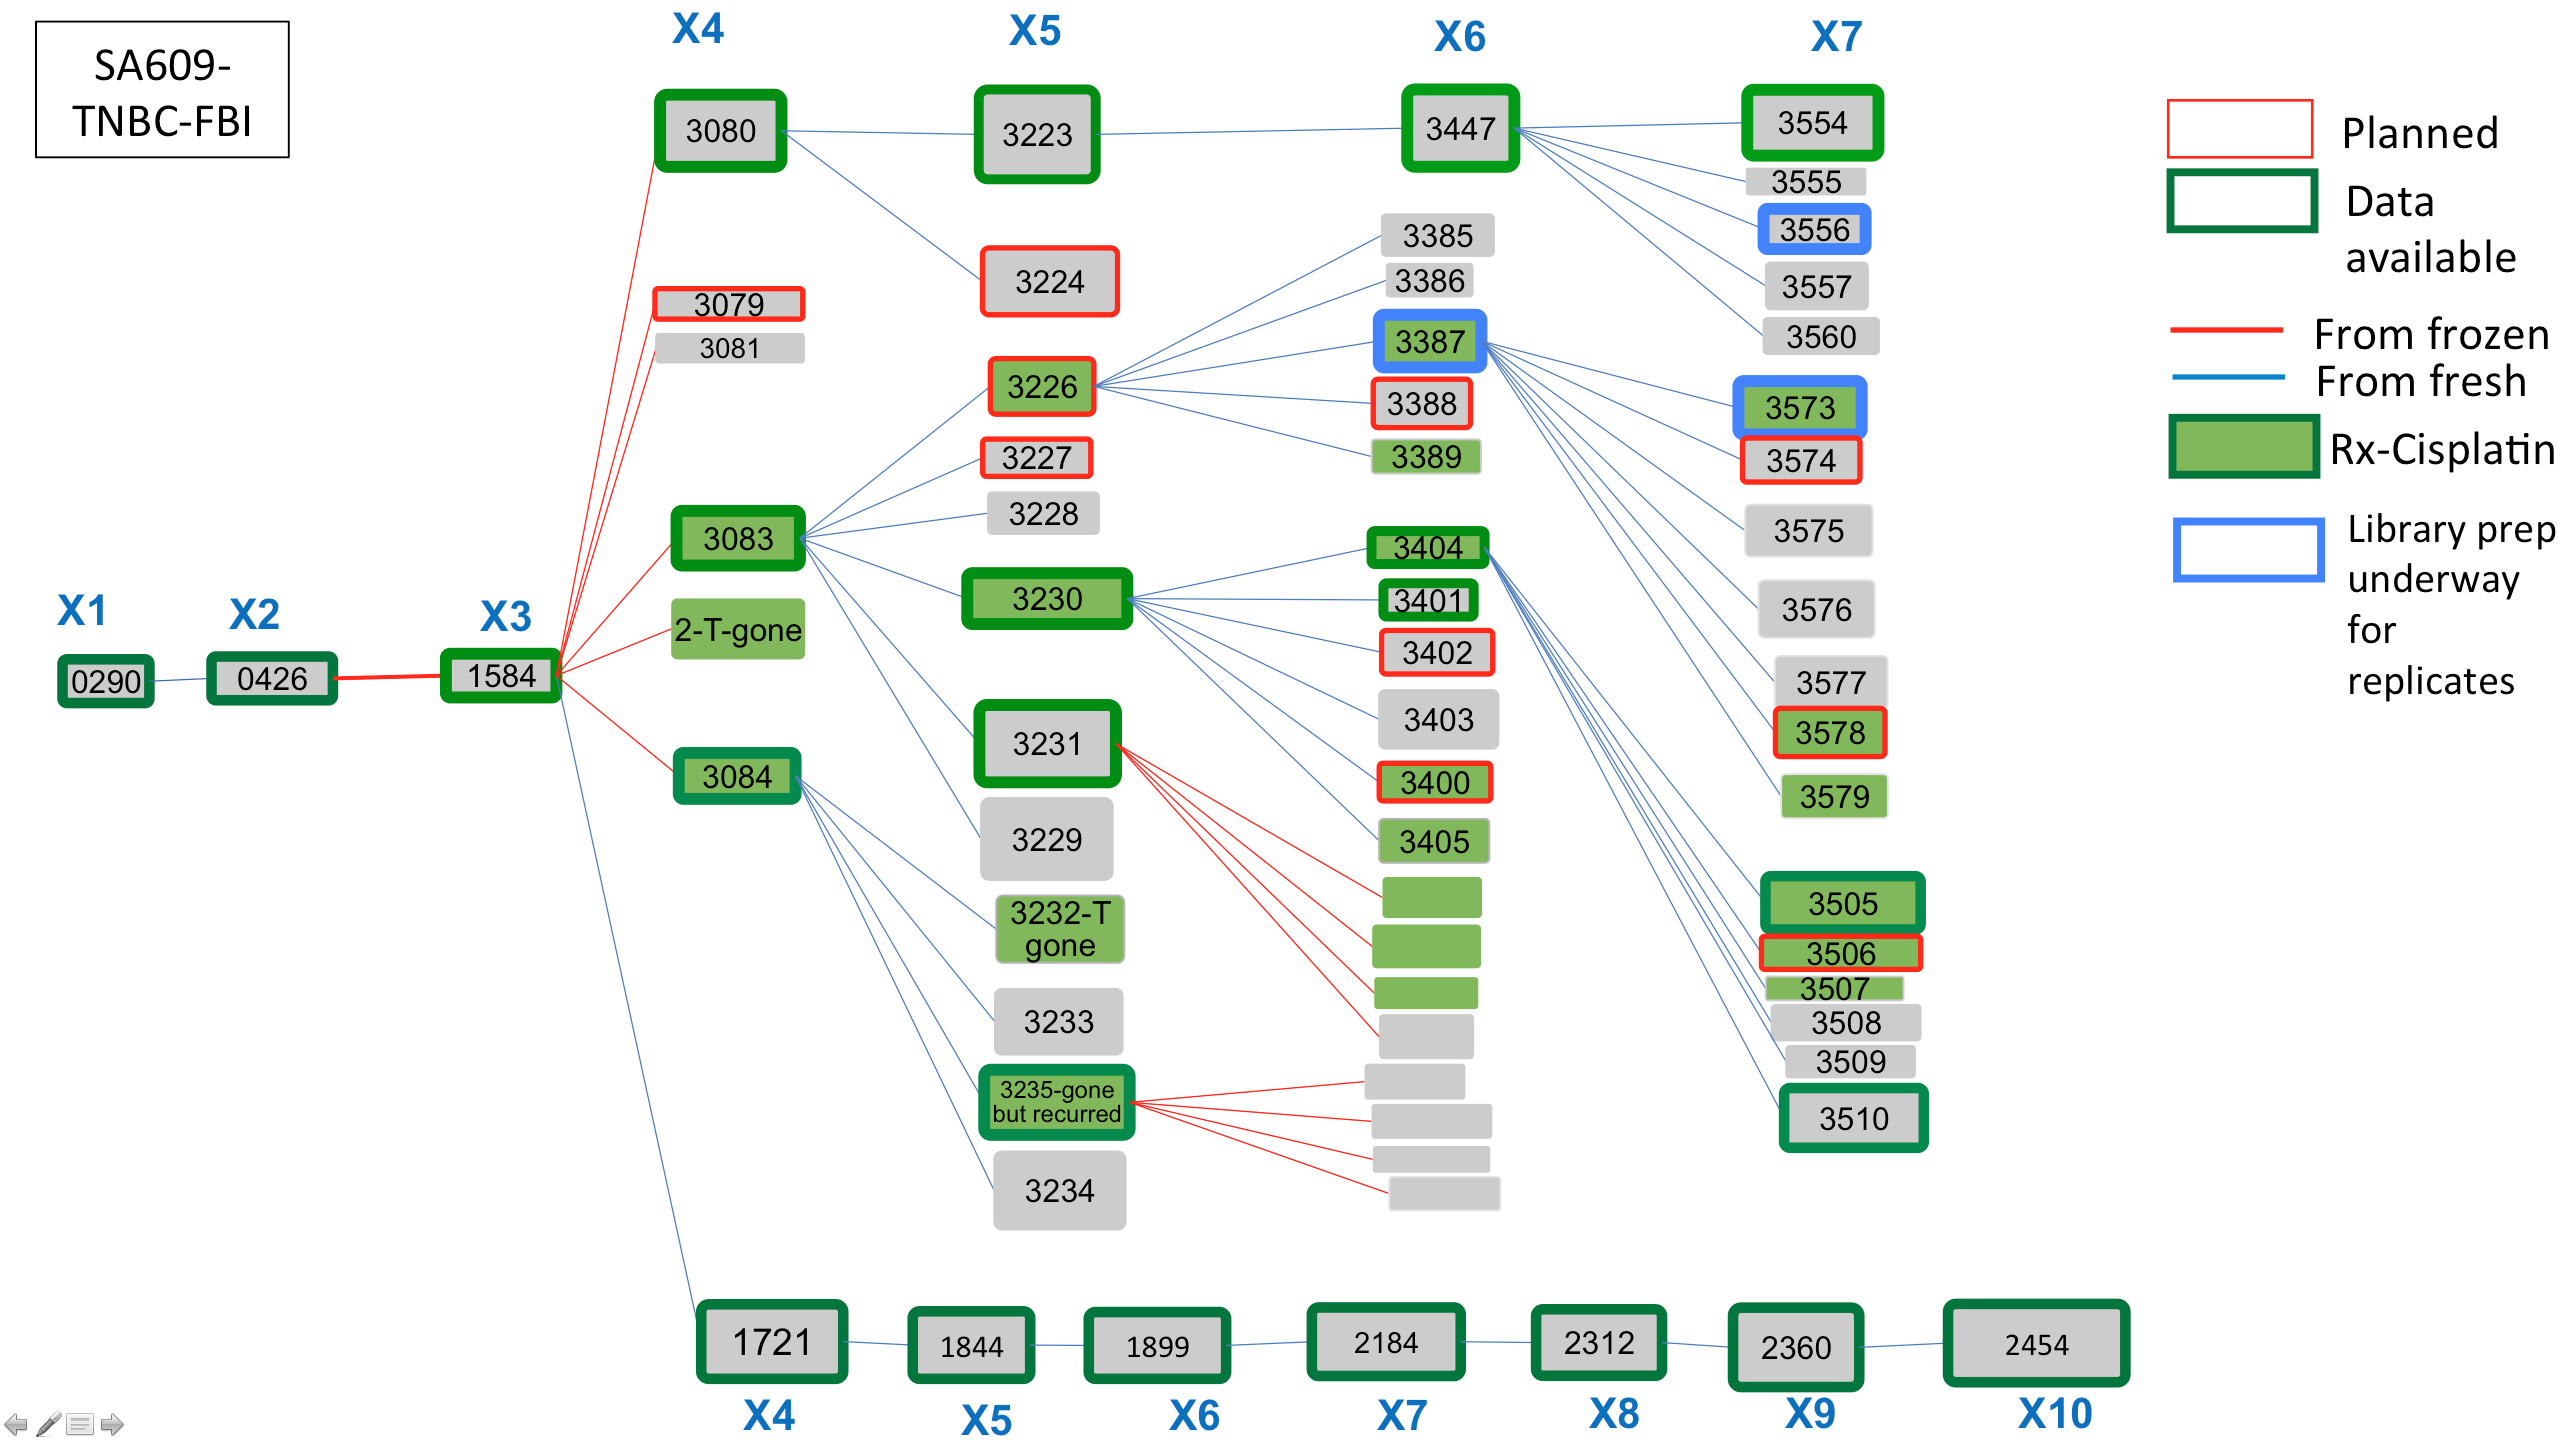 SA609-
TNBC-FBI
X4
X5
X6
X7
3080
3223
3447
3554
3555
3556
3557
3560
3224
3079
3081
3385
3386
3387
3388
3389
3226
3227
3228
3573
3574
3575
3576
3577
3578
3579
3083
2-T-gone
3230
3404
3401
3402
3403
3400
3405
X1
X2
X3
0290
0426
1584
3231
3229
3084
3232-T
gone
3233
3235-gone
but recurred
3234
3505
3506
3507
3508
3509
3510
1721
1844
1899
2184
2312
2360
2454
X4
X5
X6
X7
X8
X9
X10
Planned
Data
available
From frozen
From fresh
Rx-Cisplatin
Library prep
underway
for
replicates